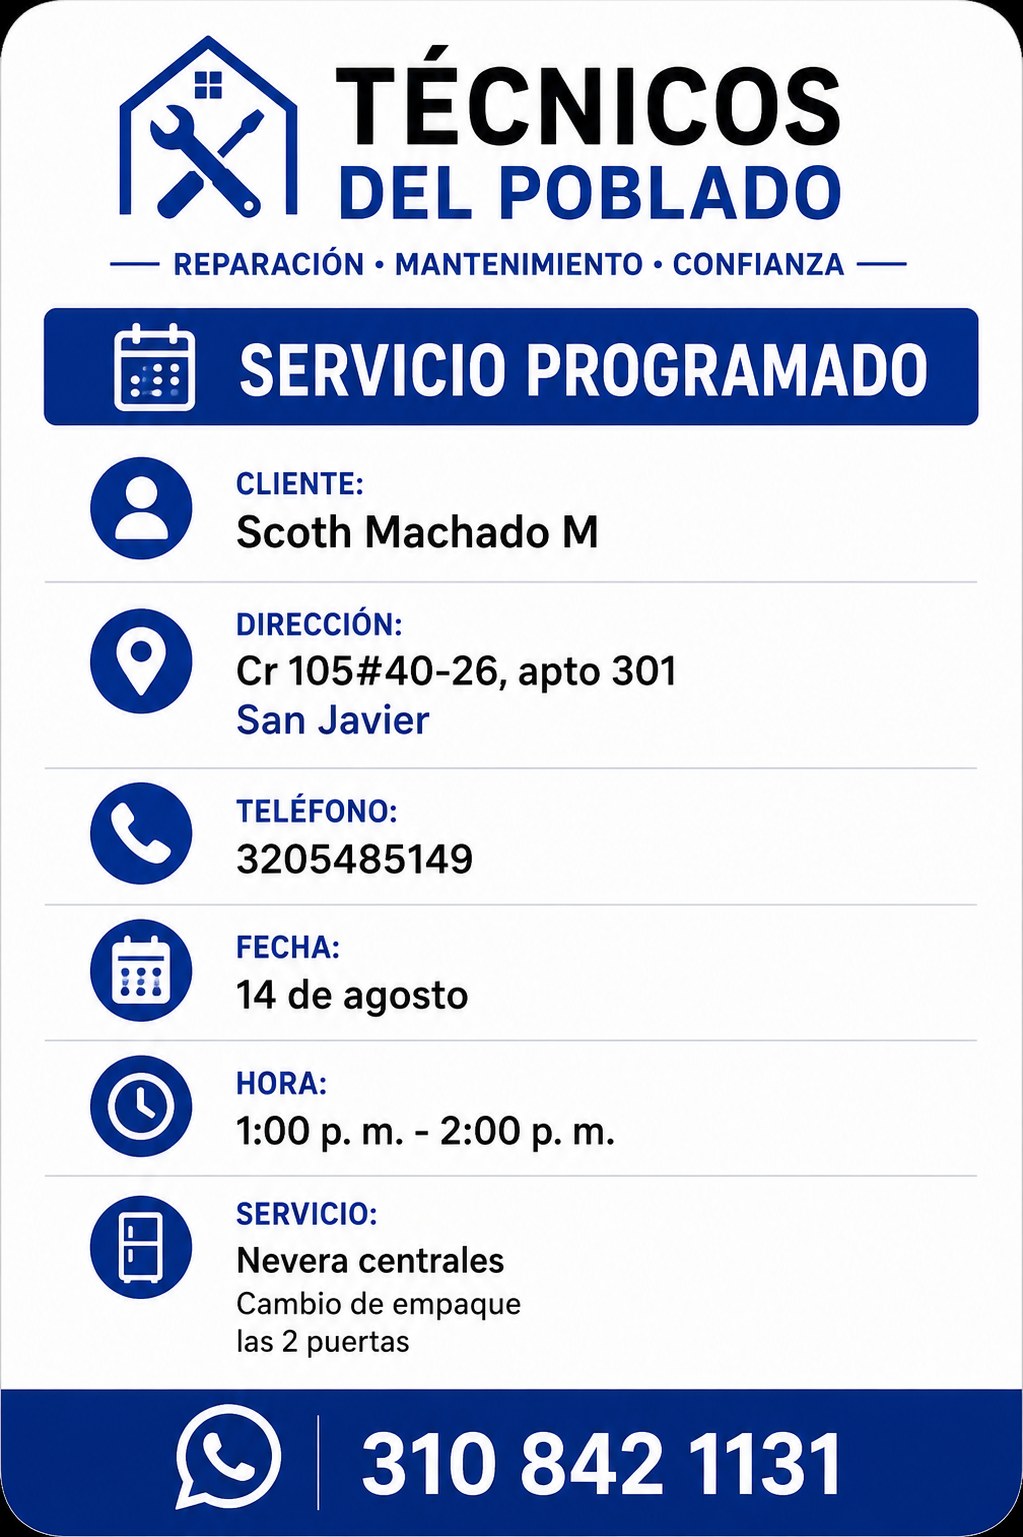 TÉCNICOS
DEL POBLADO
REPARACIÓN • MANTENIMIENTO • CONFIANZA
SERVICIO PROGRAMADO
CLIENTE:
Scoth Machado M
DIRECCIÓN:
Cr 105#40-26, apto 301
San Javier
TELÉFONO:
3205485149
FECHA:
14 de agosto
HORA:
1:00 p. m. - 2:00 p. m.
SERVICIO:
Nevera centrales
Cambio de empaque
las 2 puertas
310 842 1131